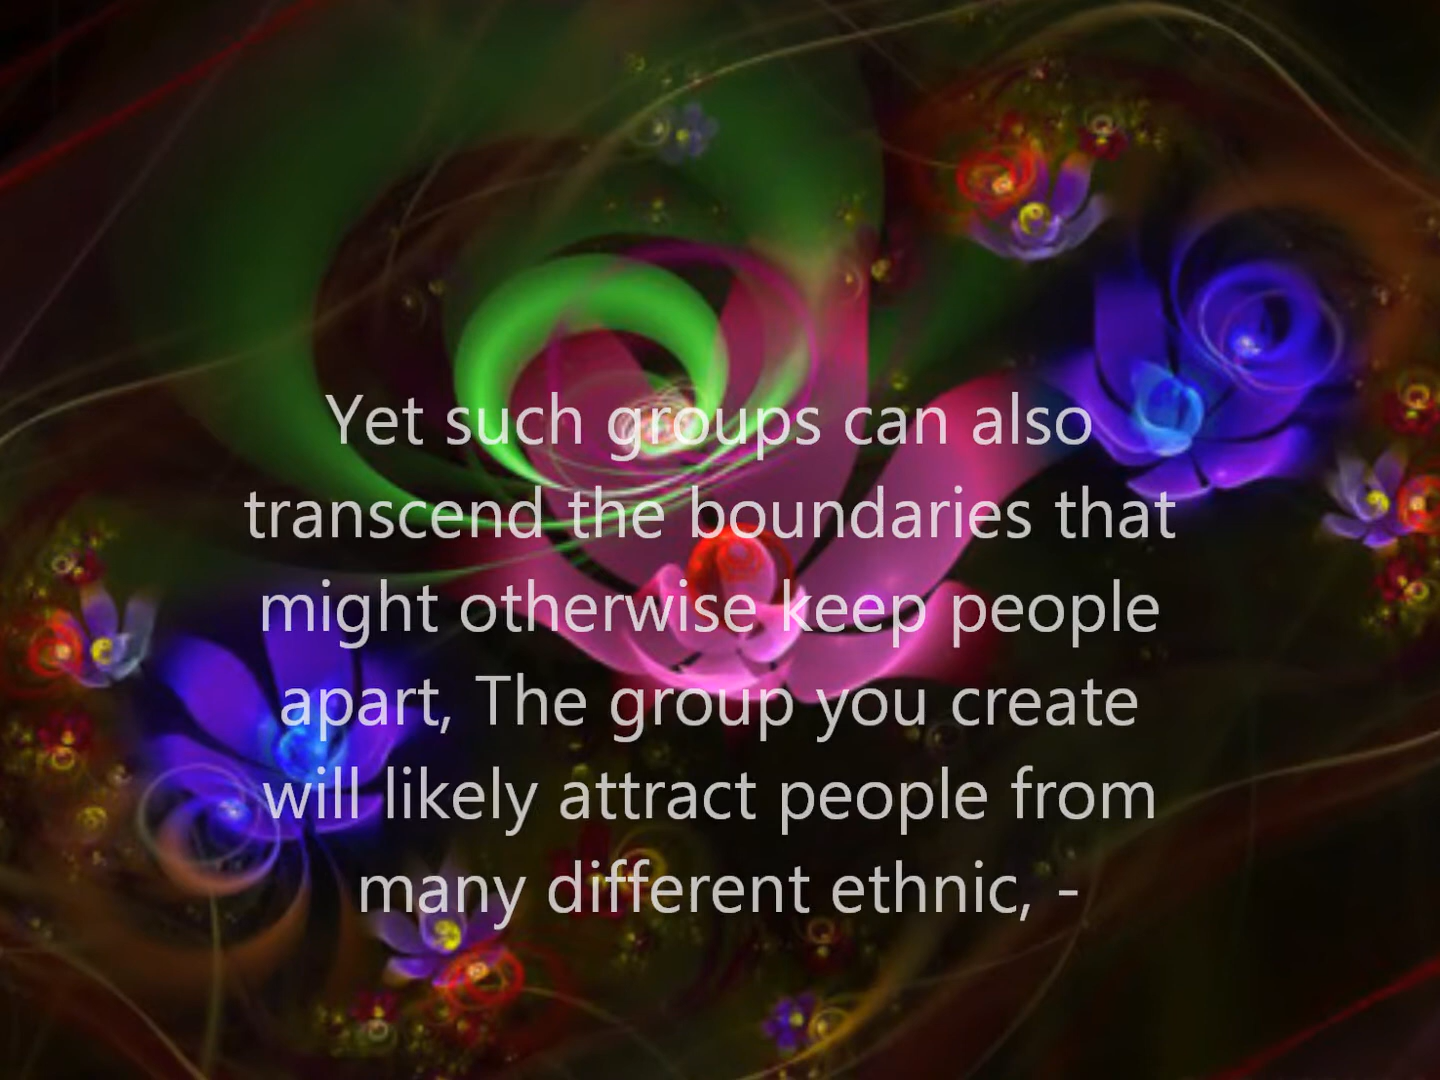 Yet such groups can also
transcend the boundaries that
might otherwise keep people
apart, The group you create
will likely attract people from
many different ethnic, -